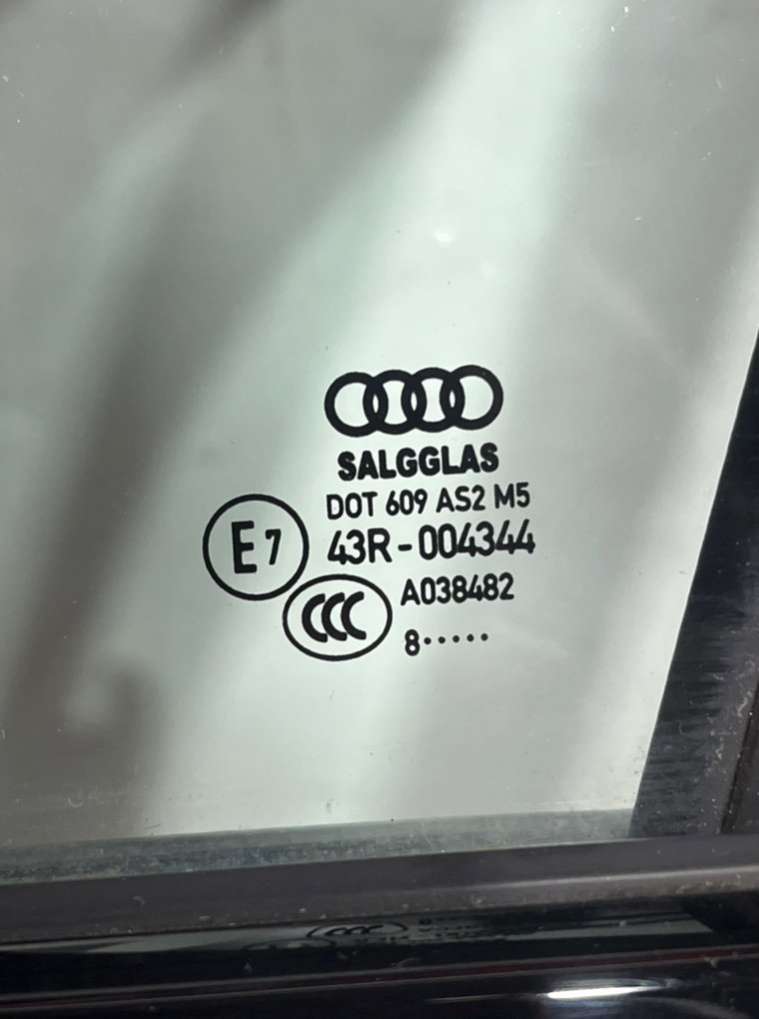 SALGGLAS
DOT 609 AS2 M5
E7 43R-004344
CCC A038482
8·····